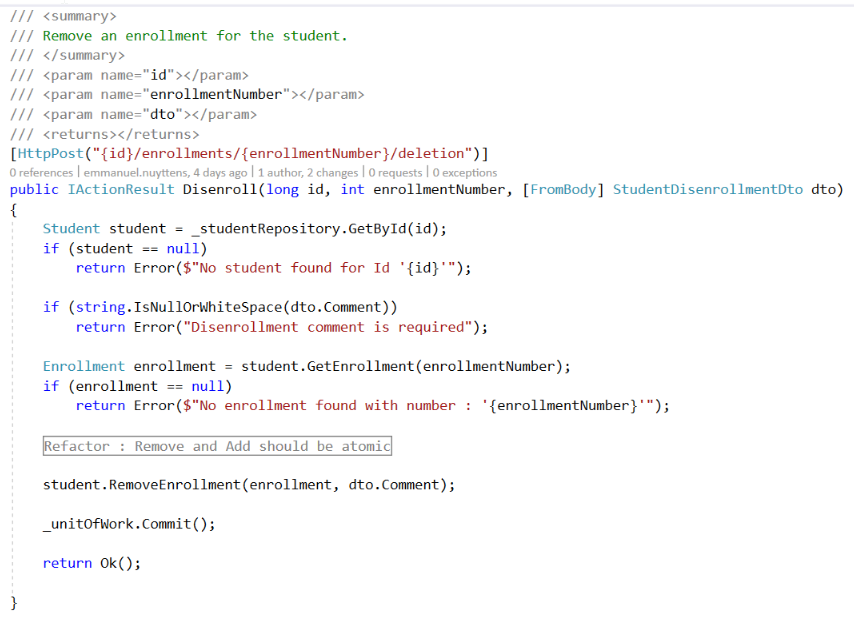 /// <summary>
/// Remove an enrollment for the student.
/// </summary>
/// <param name="id"></param>
/// <param name="enrollmentNumber"></param>
/// <param name="dto"></param>
/// <returns></returns>
[HttpPost("{id}/enrollments/{enrollmentNumber}/deletion")]
0 references | emmanuel.nuyttens, 4 days ago | 1 author, 2 changes | 0 requests | 0 exceptions
public IActionResult Disenroll(long id, int enrollmentNumber, [FromBody] StudentDisenrollmentDto dto)
{
    Student student = _studentRepository.GetById(id);
    if (student == null)
        return Error($"No student found for Id '{id}'");
    if (string.IsNullOrWhiteSpace(dto.Comment))
        return Error("Disenrollment comment is required");
    Enrollment enrollment = student.GetEnrollment(enrollmentNumber);
    if (enrollment == null)
        return Error($"No enrollment found with number : '{enrollmentNumber}'");
    Refactor : Remove and Add should be atomic
    student.RemoveEnrollment(enrollment, dto.Comment);
    _unitOfWork.Commit();
    return Ok();
}